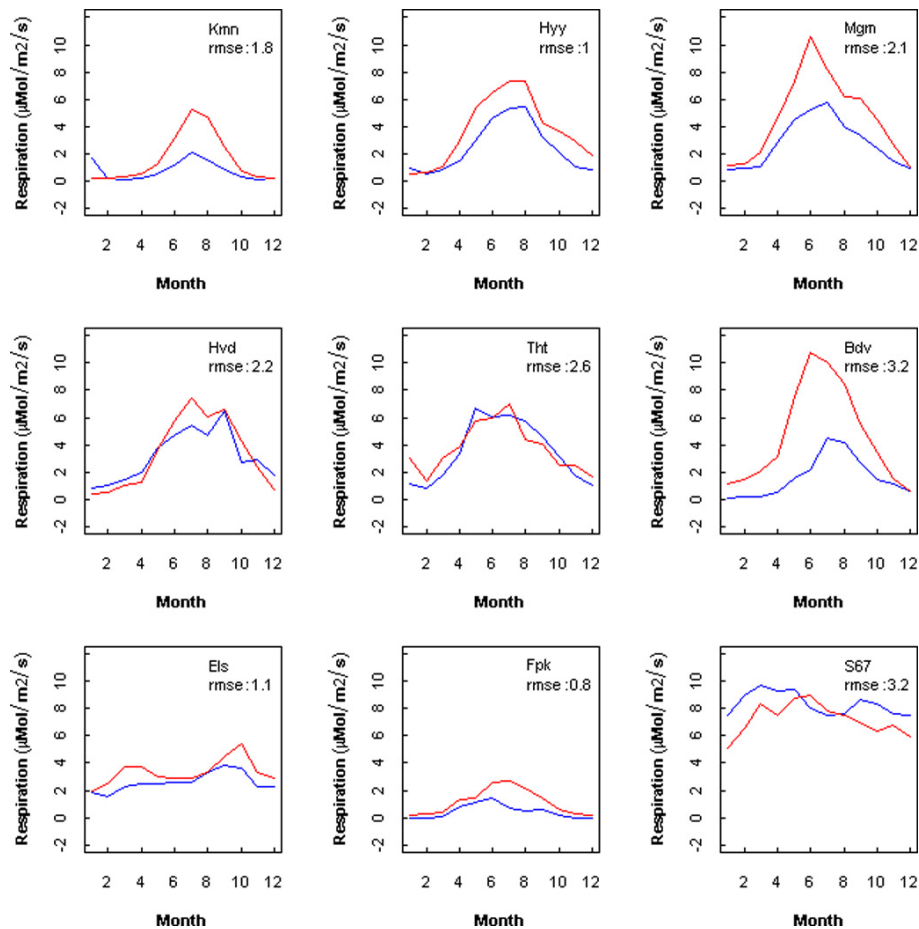 Respiration (µMol/m2/s)
-2 0 2 4 6 8 10
Kmn
rmse :1.8
2 4 6 8 10 12
Month
Respiration (µMol/m2/s)
-2 0 2 4 6 8 10
Hyy
rmse :1
2 4 6 8 10 12
Month
Respiration (µMol/m2/s)
-2 0 2 4 6 8 10
Mgm
rmse :2.1
2 4 6 8 10 12
Month
Respiration (µMol/m2/s)
-2 0 2 4 6 8 10
Hvd
rmse :2.2
2 4 6 8 10 12
Month
Respiration (µMol/m2/s)
-2 0 2 4 6 8 10
Tht
rmse :2.6
2 4 6 8 10 12
Month
Respiration (µMol/m2/s)
-2 0 2 4 6 8 10
Bdv
rmse :3.2
2 4 6 8 10 12
Month
Respiration (µMol/m2/s)
-2 0 2 4 6 8 10
Els
rmse :1.1
2 4 6 8 10 12
Month
Respiration (µMol/m2/s)
-2 0 2 4 6 8 10
Fpk
rmse :0.8
2 4 6 8 10 12
Month
Respiration (µMol/m2/s)
-2 0 2 4 6 8 10
S67
rmse :3.2
2 4 6 8 10 12
Month